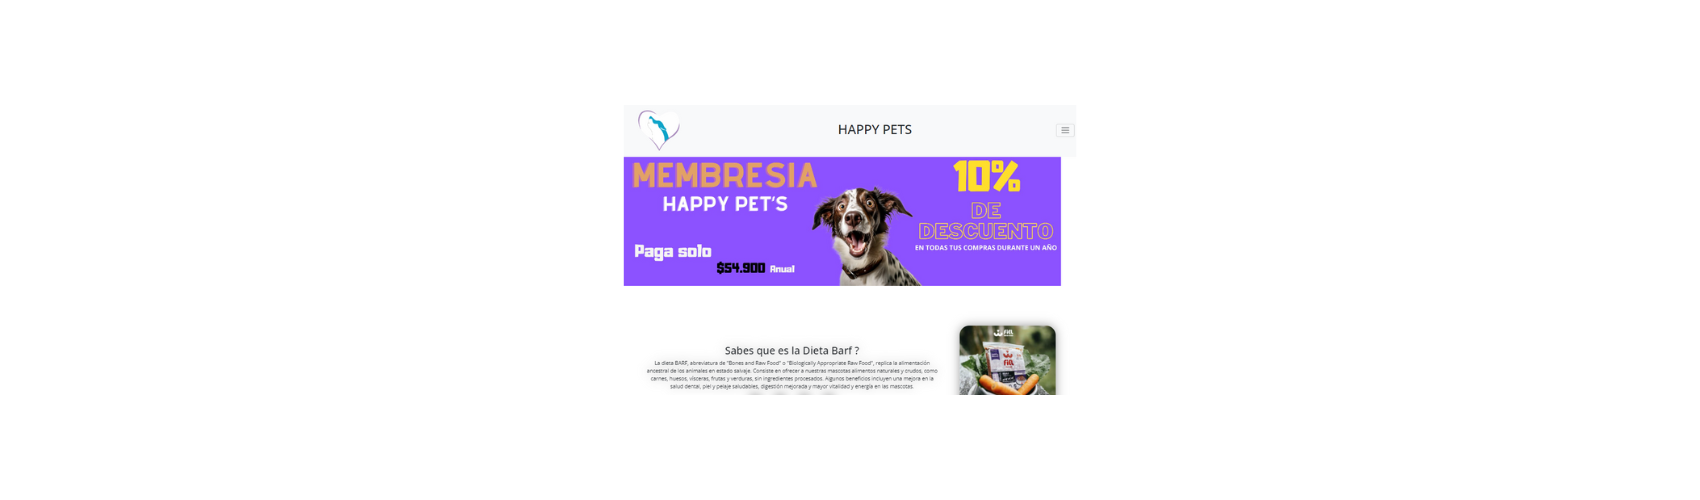 HAPPY PETS
MEMBRESIA
HAPPY PET'S
Paga solo
$54.900 Anual
10%
DE
DESCUENTO
EN TODAS TUS COMPRAS DURANTE UN AÑO
Sabes que es la Dieta Barf ?
La dieta BARF, abreviatura de "Bones and Raw Food" o "Biologically Appropriate Raw Food", replica la alimentación
ancestral de los animales en estado salvaje. Consiste en ofrecer a nuestras mascotas alimentos naturales y crudos, como
carnes, huesos, vísceras, frutas y verduras, sin ingredientes procesados. Algunos beneficios incluyen una mejora en la
salud dental, piel y pelaje saludables, digestión mejorada y mayor vitalidad y energía en las mascotas.